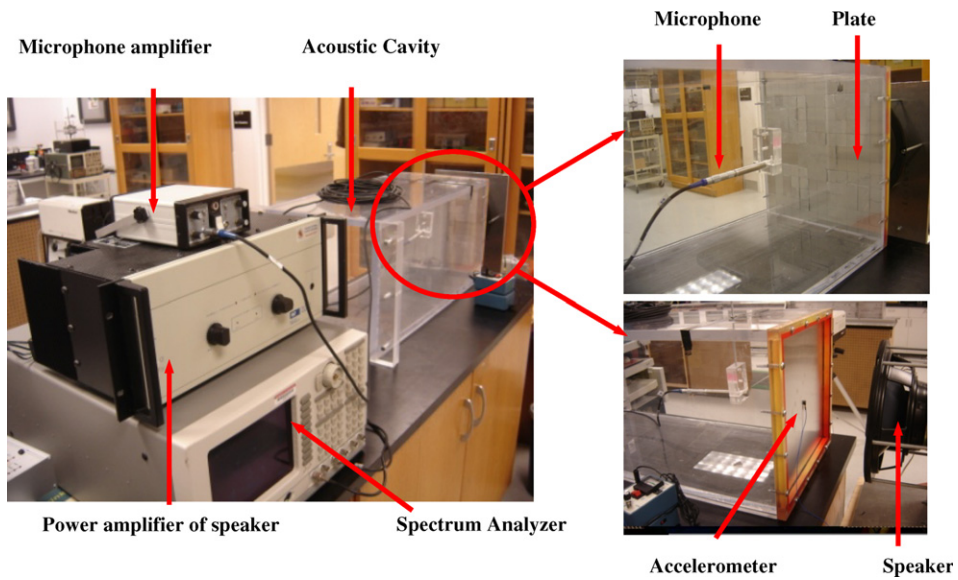 Microphone amplifier
Acoustic Cavity
Microphone
Plate
Power amplifier of speaker
Spectrum Analyzer
Accelerometer
Speaker